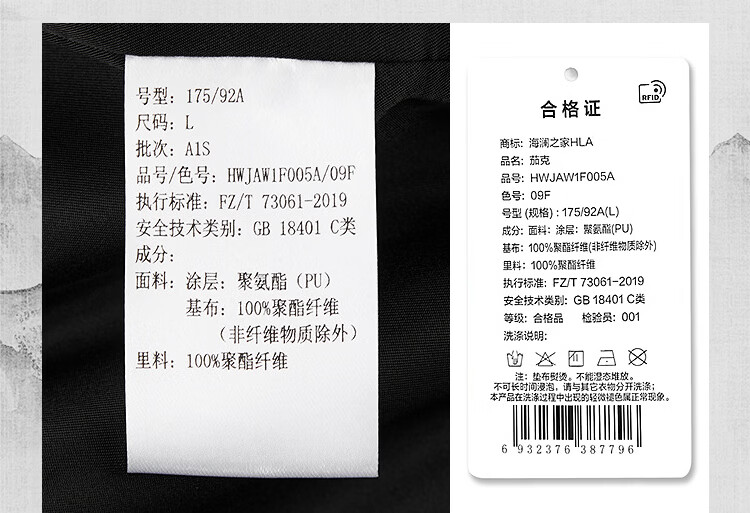 号型: 175/92A
尺码: L
批次: A1S
品号/色号: HWJAW1F005A/09F
执行标准: FZ/T 73061-2019
安全技术类别: GB 18401 C类
成分:
面料: 涂层: 聚氨酯 (PU)
基布: 100%聚酯纤维
(非纤维物质除外)
里料: 100%聚酯纤维
RFID
合格证
商标: 海澜之家HLA
品名: 茄克
品号: HWJAW1F005A
色号: 09F
号型 (规格) : 175/92A(L)
成分: 面料: 涂层: 聚氨酯(PU)
基布: 100%聚酯纤维(非纤维物质除外)
里料: 100%聚酯纤维
执行标准: FZ/T 73061-2019
安全技术类别: GB 18401 C类
等级: 合格品 检验员: 001
洗涤说明:
注: 垫布熨烫。不能湿态堆放。
不可长时间浸泡, 请与其它衣物分开洗涤;
本产品在洗涤过程中出现的轻微褪色属正常现象。
6 932376 387796